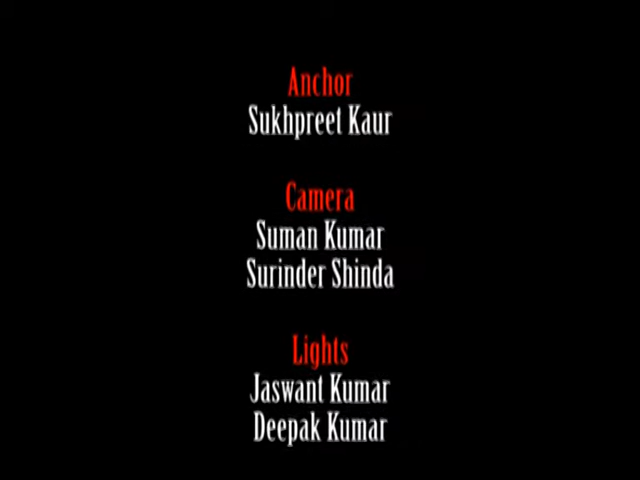 Anchor
Sukhpreet Kaur
Camera
Suman Kumar
Surinder Shinda
Lights
Jaswant Kumar
Deepak Kumar